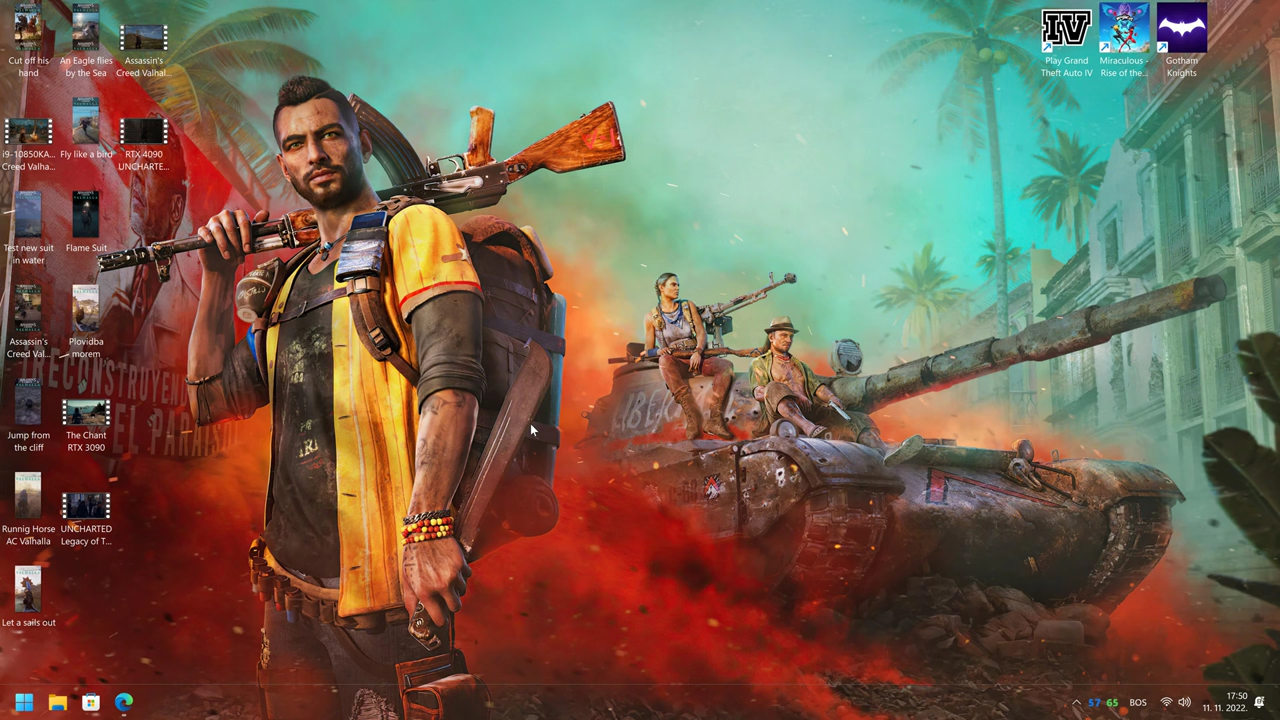 Cut off his
hand
An Eagle flies
by the Sea
Assassin's
Creed Valhal...
i9-10850KA...
Creed Valha...
Fly like a bird
RTX 4090
UNCHARTE...
Test new suit
in water
Flame Suit
Assassin's
Creed Val...
Plovidba
morem
Jump from
the cliff
The Chant
RTX 3090
Runnig Horse
AC Valhalla
UNCHARTED
Legacy of T...
Let a sails out
IV
Play Grand
Theft Auto IV
Miraculous -
Rise of the...
Gotham
Knights
RECONSTRUYEN
EL PARAISO
LIBER
57 65 BOS 17:50
11. 11. 2022.